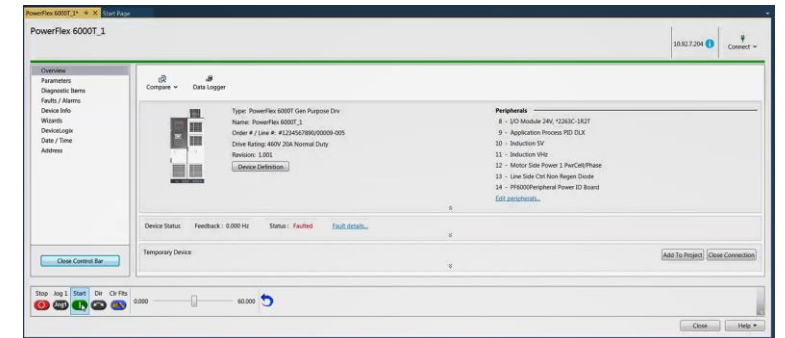 PowerFlex 6000T_1*
Start Page
PowerFlex 6000T_1
10.82.7.204
Connect
Overview
Parameters
Diagnostic Items
Faults / Alarms
Device Info
Wizards
DeviceLogix
Date / Time
Address
Close Control Bar
Compare
Data Logger
Type: PowerFlex 6000T Gen Purpose Drv
Name: PowerFlex 6000T_1
Order # / Line #: #1234567890/00009-005
Drive Rating: 460V 20A Normal Duty
Revision: 1.001
Device Definition
Peripherals
8 - I/O Module 24V, *2263C-1R2T
9 - Application Process PID DLX
10 - Induction SV
11 - Induction VHz
12 - Motor Side Power 1 PwrCell/Phase
13 - Line Side Ctrl Non Regen Diode
14 - PF6000Peripheral Power IO Board
Edit peripherals...
Device Status Feedback : 0.000 Hz Status : Faulted Fault details...
Temporary Device
Add To Project Close Connection
Stop Jog 1 Start Dir Clr Flts
Jog1
0.000
60.000
Close Help